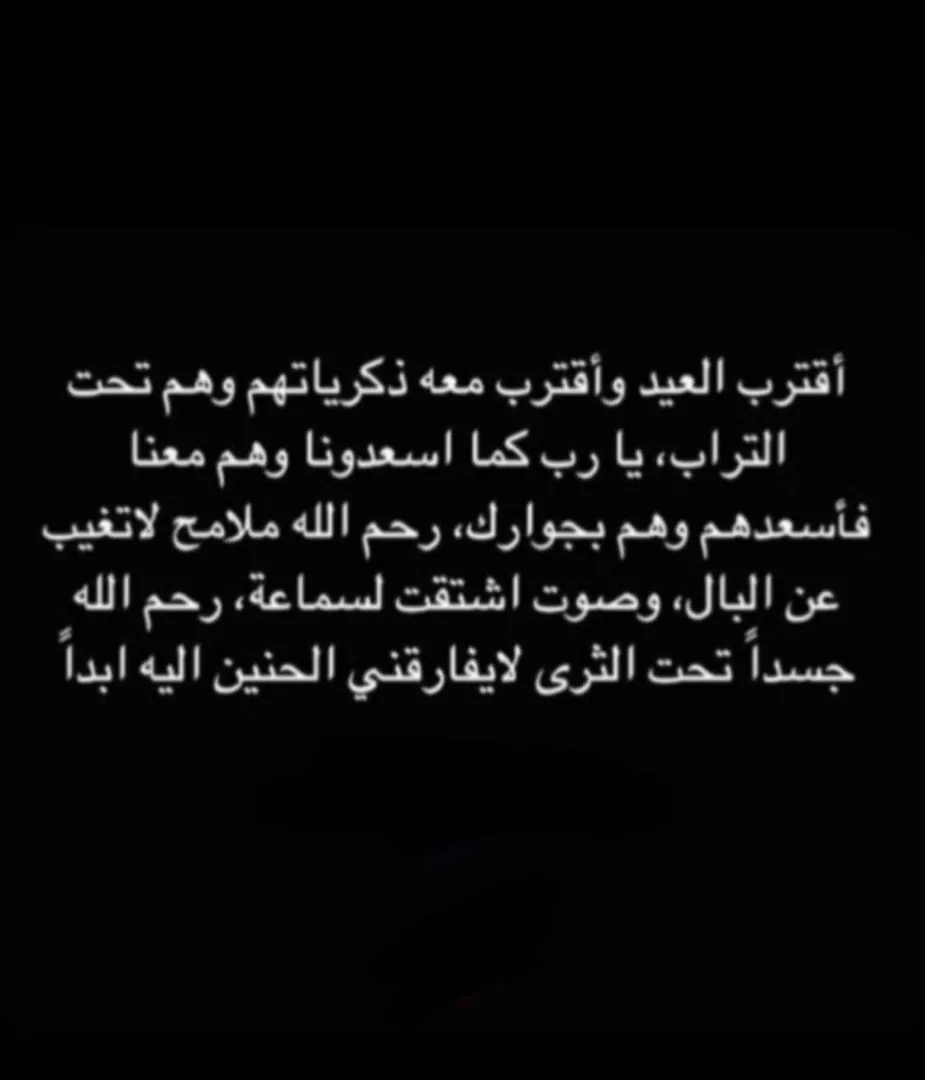 أقترب العيد وأقترب معه ذكرياتهم وهم تحت
التراب، يا رب كما اسعدونا وهم معنا
فأسعدهم وهم بجوارك، رحم الله ملامح لاتغيب
عن البال، وصوت اشتقت لسماعة، رحم الله
جسداً تحت الثرى لايفارقني الحنين اليه ابداً